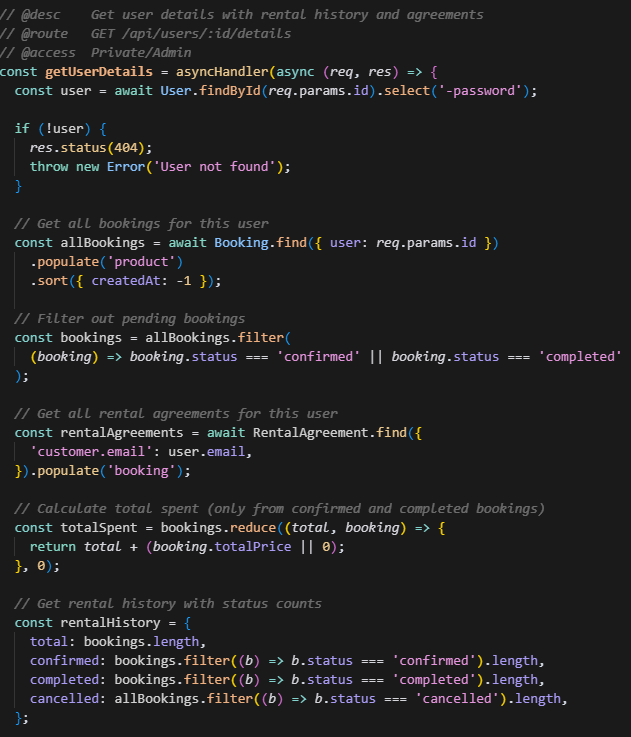 // @desc    Get user details with rental history and agreements
// @route   GET /api/users/:id/details
// @access  Private/Admin
const getUserDetails = asyncHandler(async (req, res) => {
  const user = await User.findById(req.params.id).select('-password');

  if (!user) {
    res.status(404);
    throw new Error('User not found');
  }

  // Get all bookings for this user
  const allBookings = await Booking.find({ user: req.params.id })
    .populate('product')
    .sort({ createdAt: -1 });

  // Filter out pending bookings
  const bookings = allBookings.filter(
    (booking) => booking.status === 'confirmed' || booking.status === 'completed'
  );

  // Get all rental agreements for this user
  const rentalAgreements = await RentalAgreement.find({
    'customer.email': user.email,
  }).populate('booking');

  // Calculate total spent (only from confirmed and completed bookings)
  const totalSpent = bookings.reduce((total, booking) => {
    return total + (booking.totalPrice || 0);
  }, 0);

  // Get rental history with status counts
  const rentalHistory = {
    total: bookings.length,
    confirmed: bookings.filter((b) => b.status === 'confirmed').length,
    completed: bookings.filter((b) => b.status === 'completed').length,
    cancelled: allBookings.filter((b) => b.status === 'cancelled').length,
  };